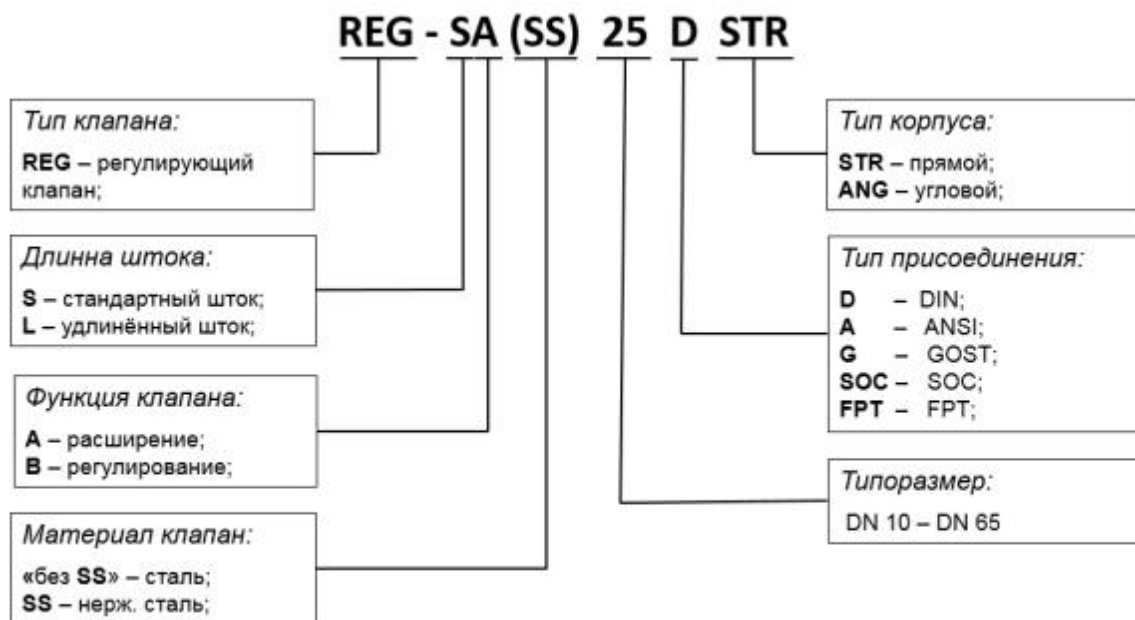 REG - SA (SS) 25 D STR
Тип клапана:
REG – регулирующий
клапан;
Длинна штока:
S – стандартный шток;
L – удлинённый шток;
Функция клапана:
A – расширение;
B – регулирование;
Материал клапан:
«без SS» – сталь;
SS – нерж. сталь;
Тип корпуса:
STR – прямой;
ANG – угловой;
Тип присоединения:
D – DIN;
A – ANSI;
G – GOST;
SOC – SOC;
FPT – FPT;
Типоразмер:
DN 10 – DN 65